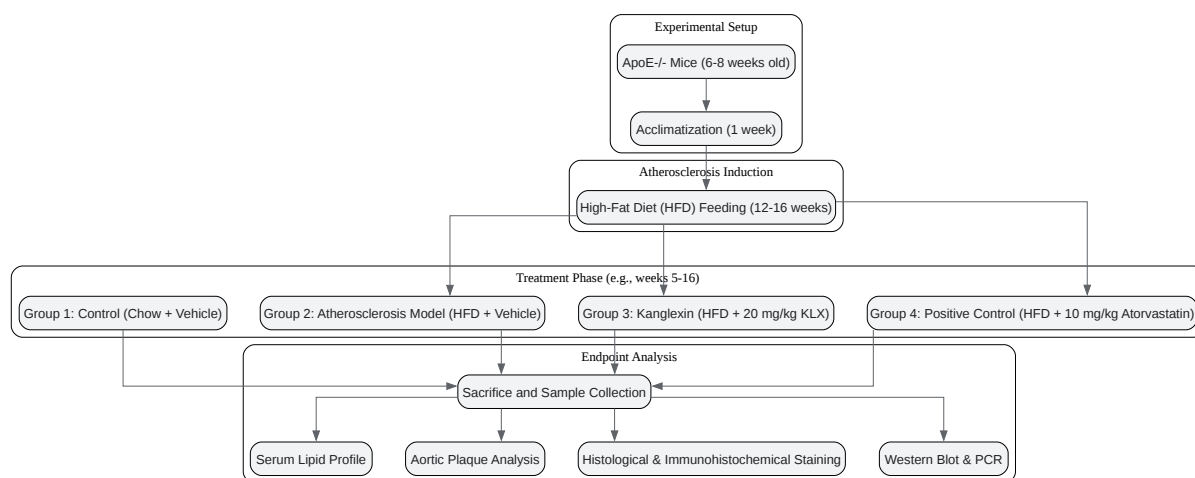 Experimental Setup
ApoE-/- Mice (6-8 weeks old)
Acclimatization (1 week)
Atherosclerosis Induction
High-Fat Diet (HFD) Feeding (12-16 weeks)
Treatment Phase (e.g., weeks 5-16)
Group 1: Control (Chow + Vehicle)
Group 2: Atherosclerosis Model (HFD + Vehicle)
Group 3: Kanglexin (HFD + 20 mg/kg KLX)
Group 4: Positive Control (HFD + 10 mg/kg Atorvastatin)
Endpoint Analysis
Sacrifice and Sample Collection
Serum Lipid Profile
Aortic Plaque Analysis
Histological & Immunohistochemical Staining
Western Blot & PCR